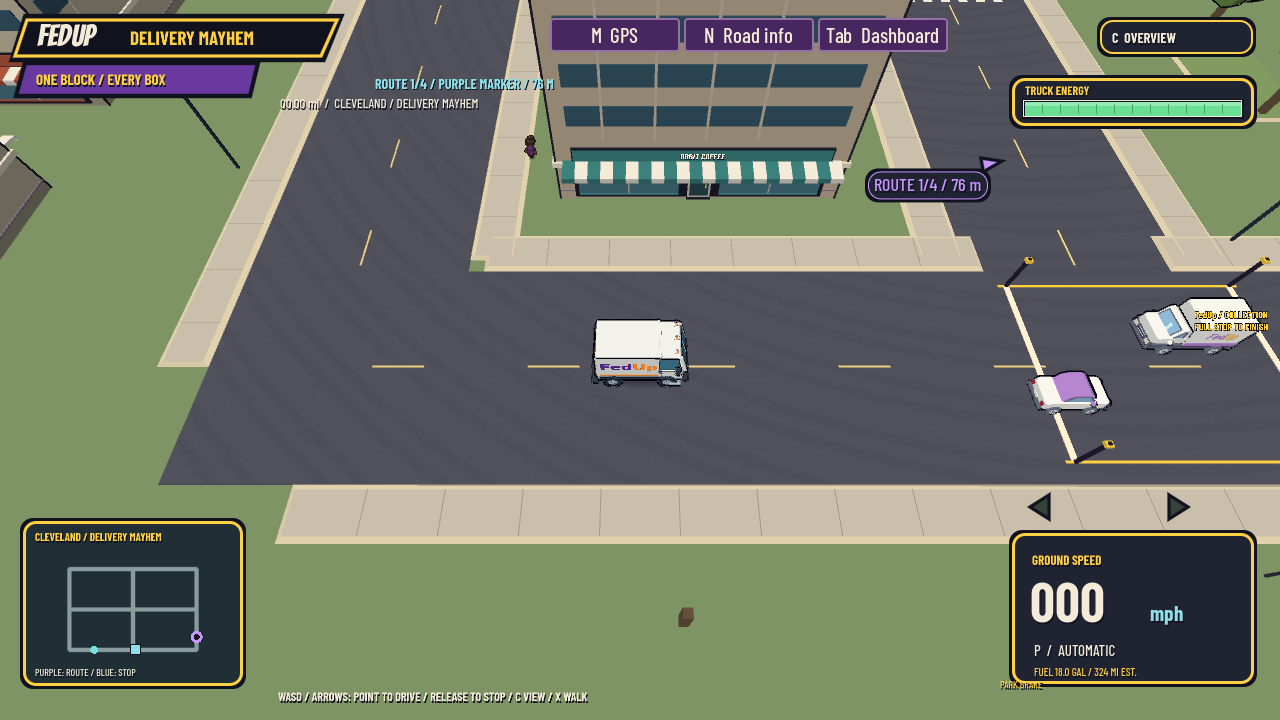 FEDUP DELIVERY MAYHEM
ONE BLOCK / EVERY BOX
M GPS
N Road info
Tab Dashboard
C OVERVIEW
TRUCK ENERGY
ROUTE 1/4 / PURPLE MARKER / 76 M
00.00 mi / CLEVELAND / DELIVERY MAYHEM
ROUTE 1/4 / 76 m
FedUp / COLLECTION
FULL STOP TO FINISH
FedUp
CLEVELAND / DELIVERY MAYHEM
PURPLE: ROUTE / BLUE: STOP
GROUND SPEED
000 mph
P / AUTOMATIC
FUEL 18.0 GAL / 324 MI EST.
PARK BRAKE
WASD / ARROWS: POINT TO DRIVE / RELEASE TO STOP / C VIEW / X WALK